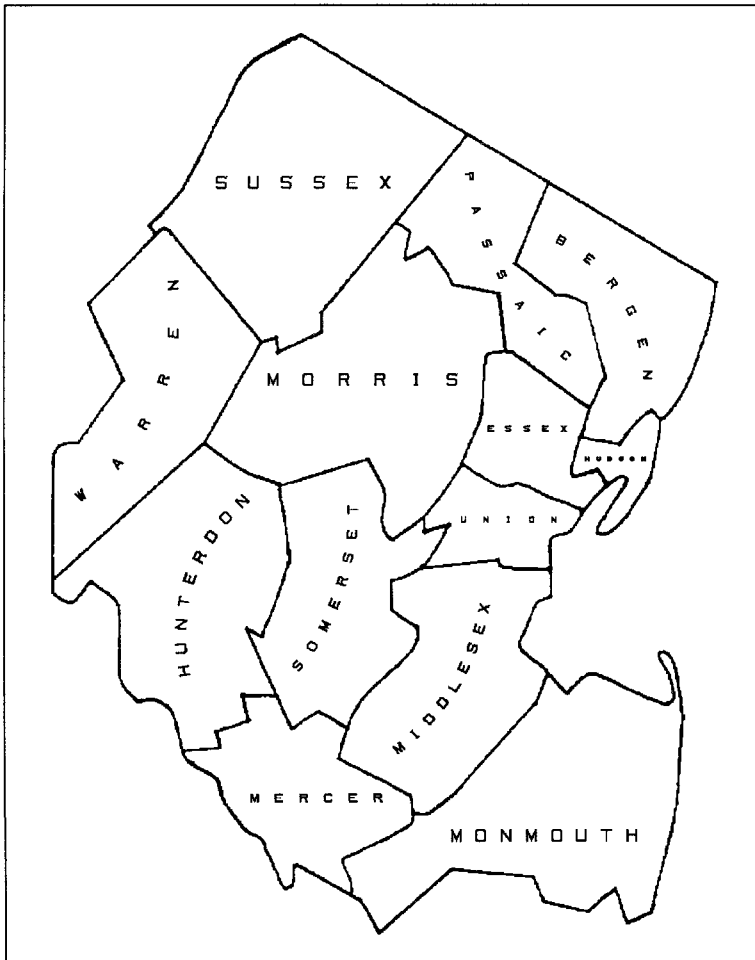 SUSSEX
PASSAIC
BERGEN
WARREN
MORRIS
ESSEX
HUDSON
UNION
HUNTERDON
SOMERSET
MIDDLESEX
MERCER
MONMOUTH